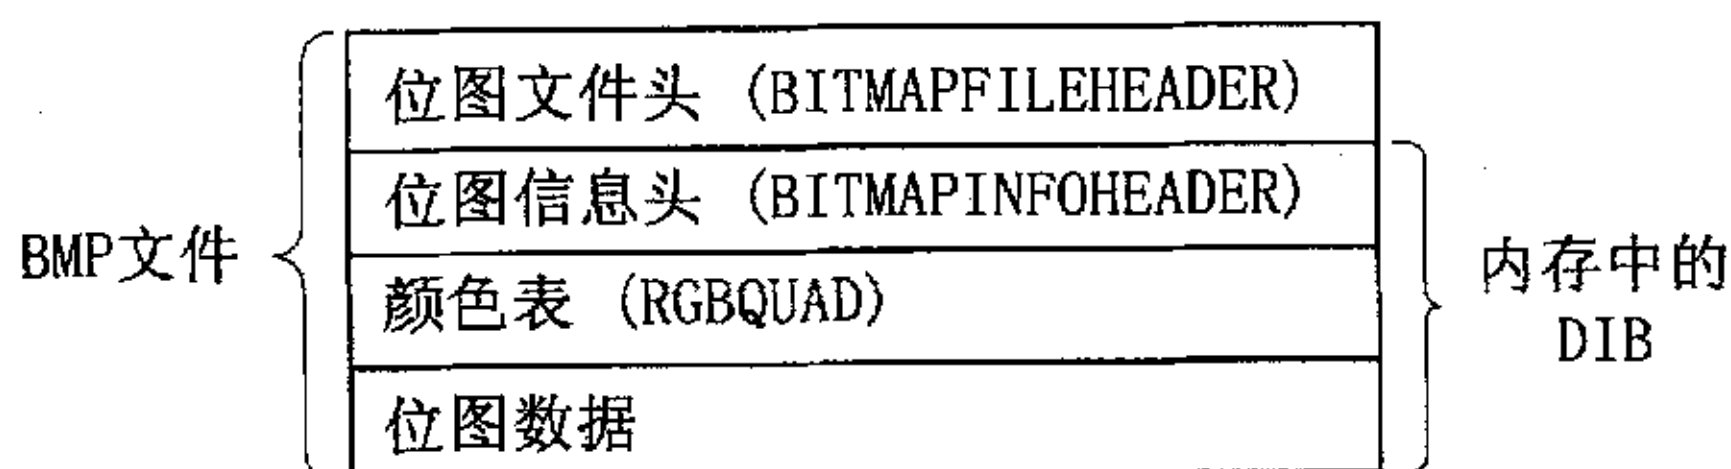 位图文件头 (BITMAPFILEHEADER)
位图信息头 (BITMAPINFOHEADER)
BMP文件
颜色表 (RGBQUAD)
内存中的
DIB
位图数据